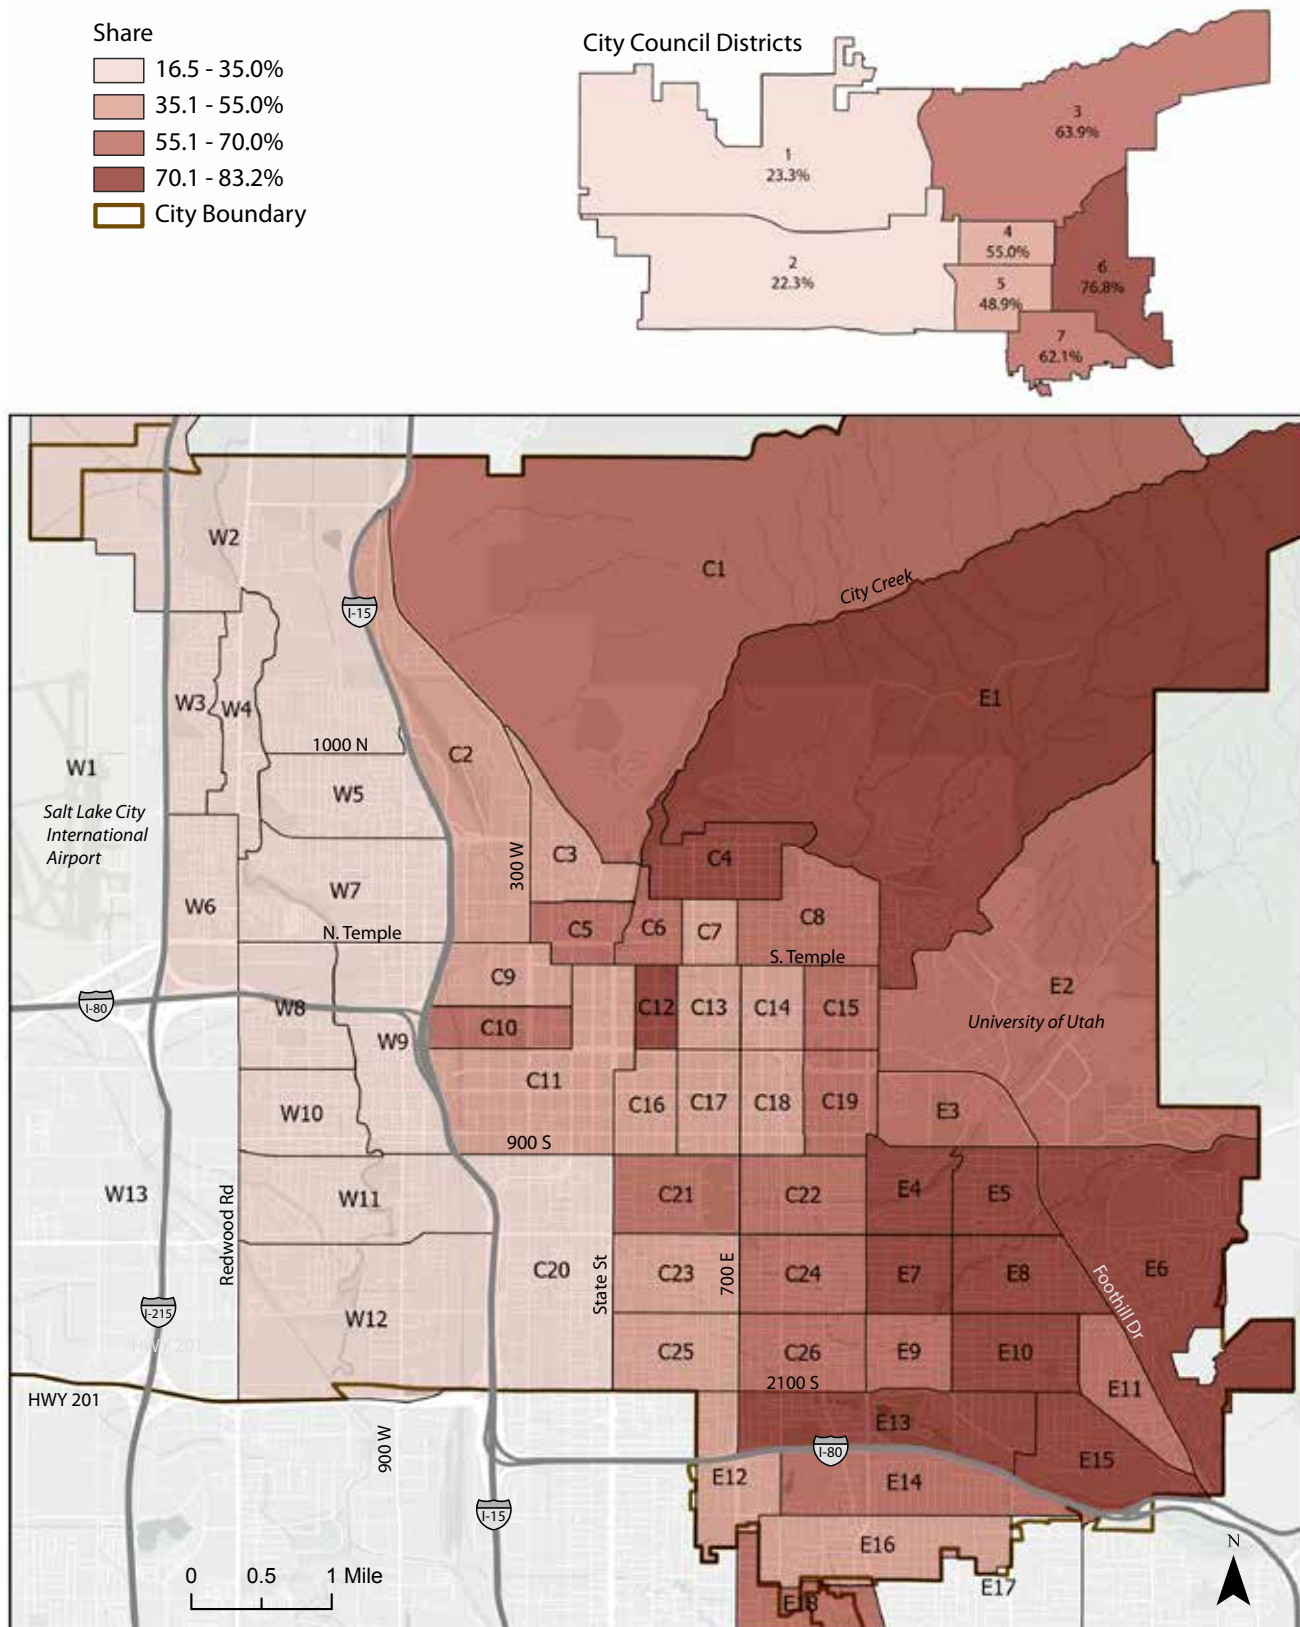 Share
16.5 - 35.0%
35.1 - 55.0%
55.1 - 70.0%
70.1 - 83.2%
City Boundary
City Council Districts
1
23.3%
2
22.3%
3
63.9%
4
55.0%
5
48.9%
6
76.8%
7
62.1%
W2
C1
City Creek
I-15
E1
W3
W4
1000 N
C2
W1
W5
Salt Lake City
International
Airport
300 W
C3
C4
W7
W6
N. Temple
C5
C6
C7
C8
S. Temple
C9
E2
I-80
W8
C10
C12
C13
C14
C15
University of Utah
W9
C11
W10
C16
C17
C18
C19
E3
900 S
W13
Redwood Rd
W11
C21
C22
E4
E5
C20
State St
C23
700 E
C24
E7
E8
Foothill Dr
E6
I-215
HWY 201
W12
C25
C26
E9
E10
2100 S
E11
HWY 201
900 W
E13
I-80
E12
E14
E15
I-15
E16
E17
E18
0 0.5 1 Mile
N